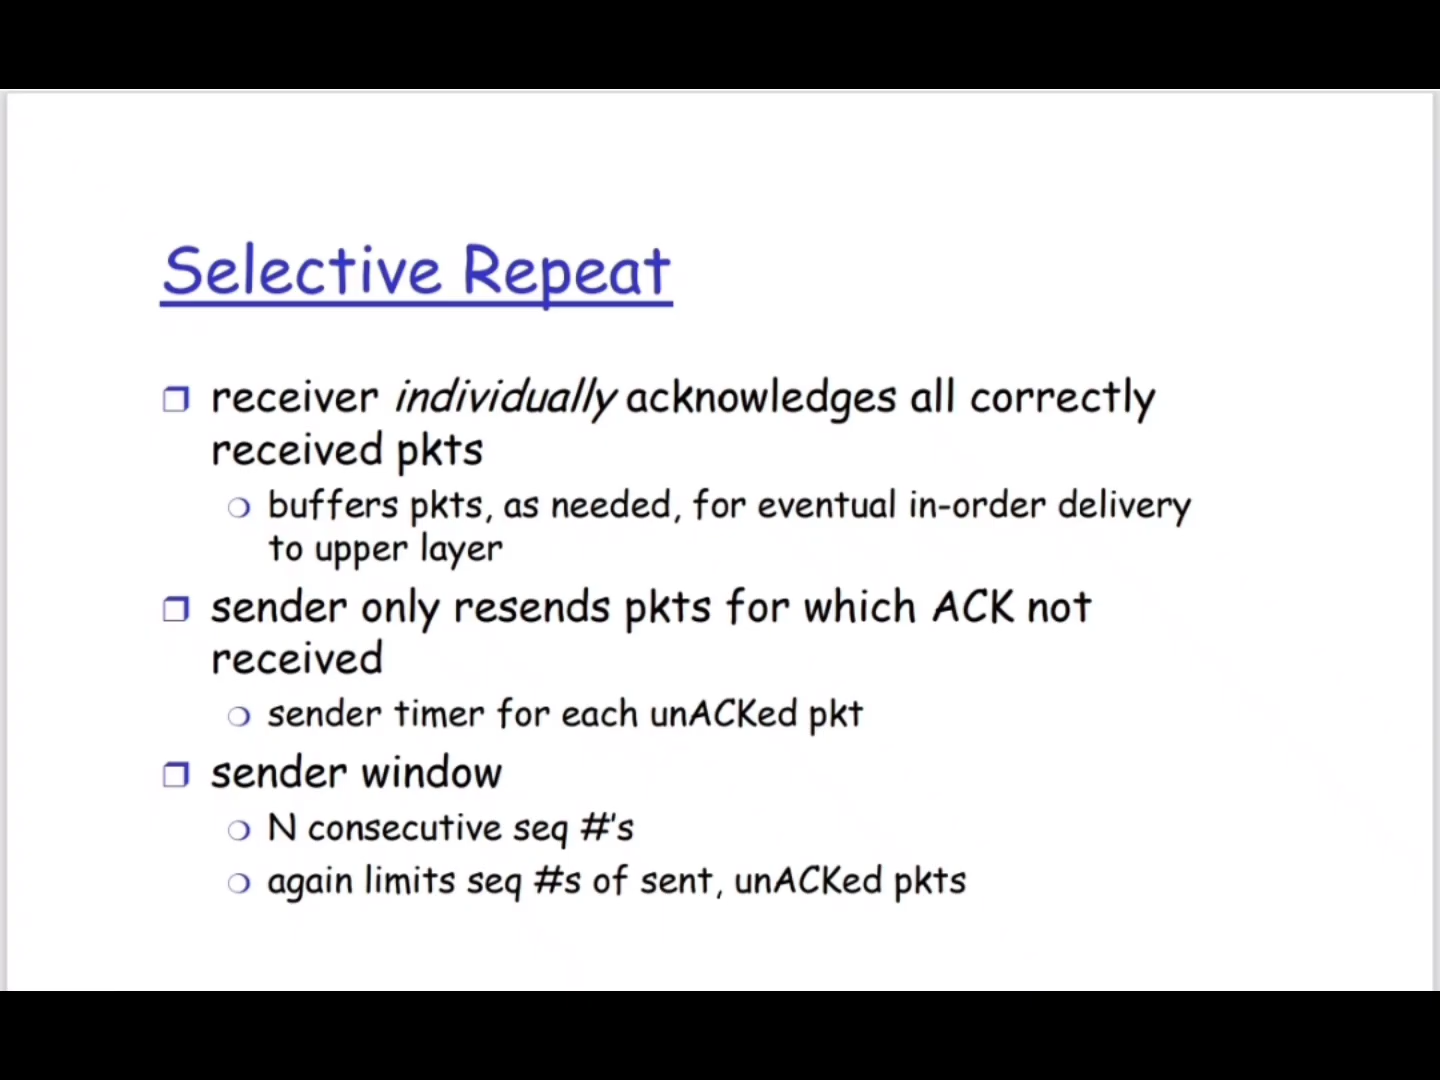 Selective Repeat
receiver individually acknowledges all correctly
received pkts
buffers pkts, as needed, for eventual in-order delivery
to upper layer
sender only resends pkts for which ACK not
received
sender timer for each unACKed pkt
sender window
N consecutive seq #'s
again limits seq #s of sent, unACKed pkts